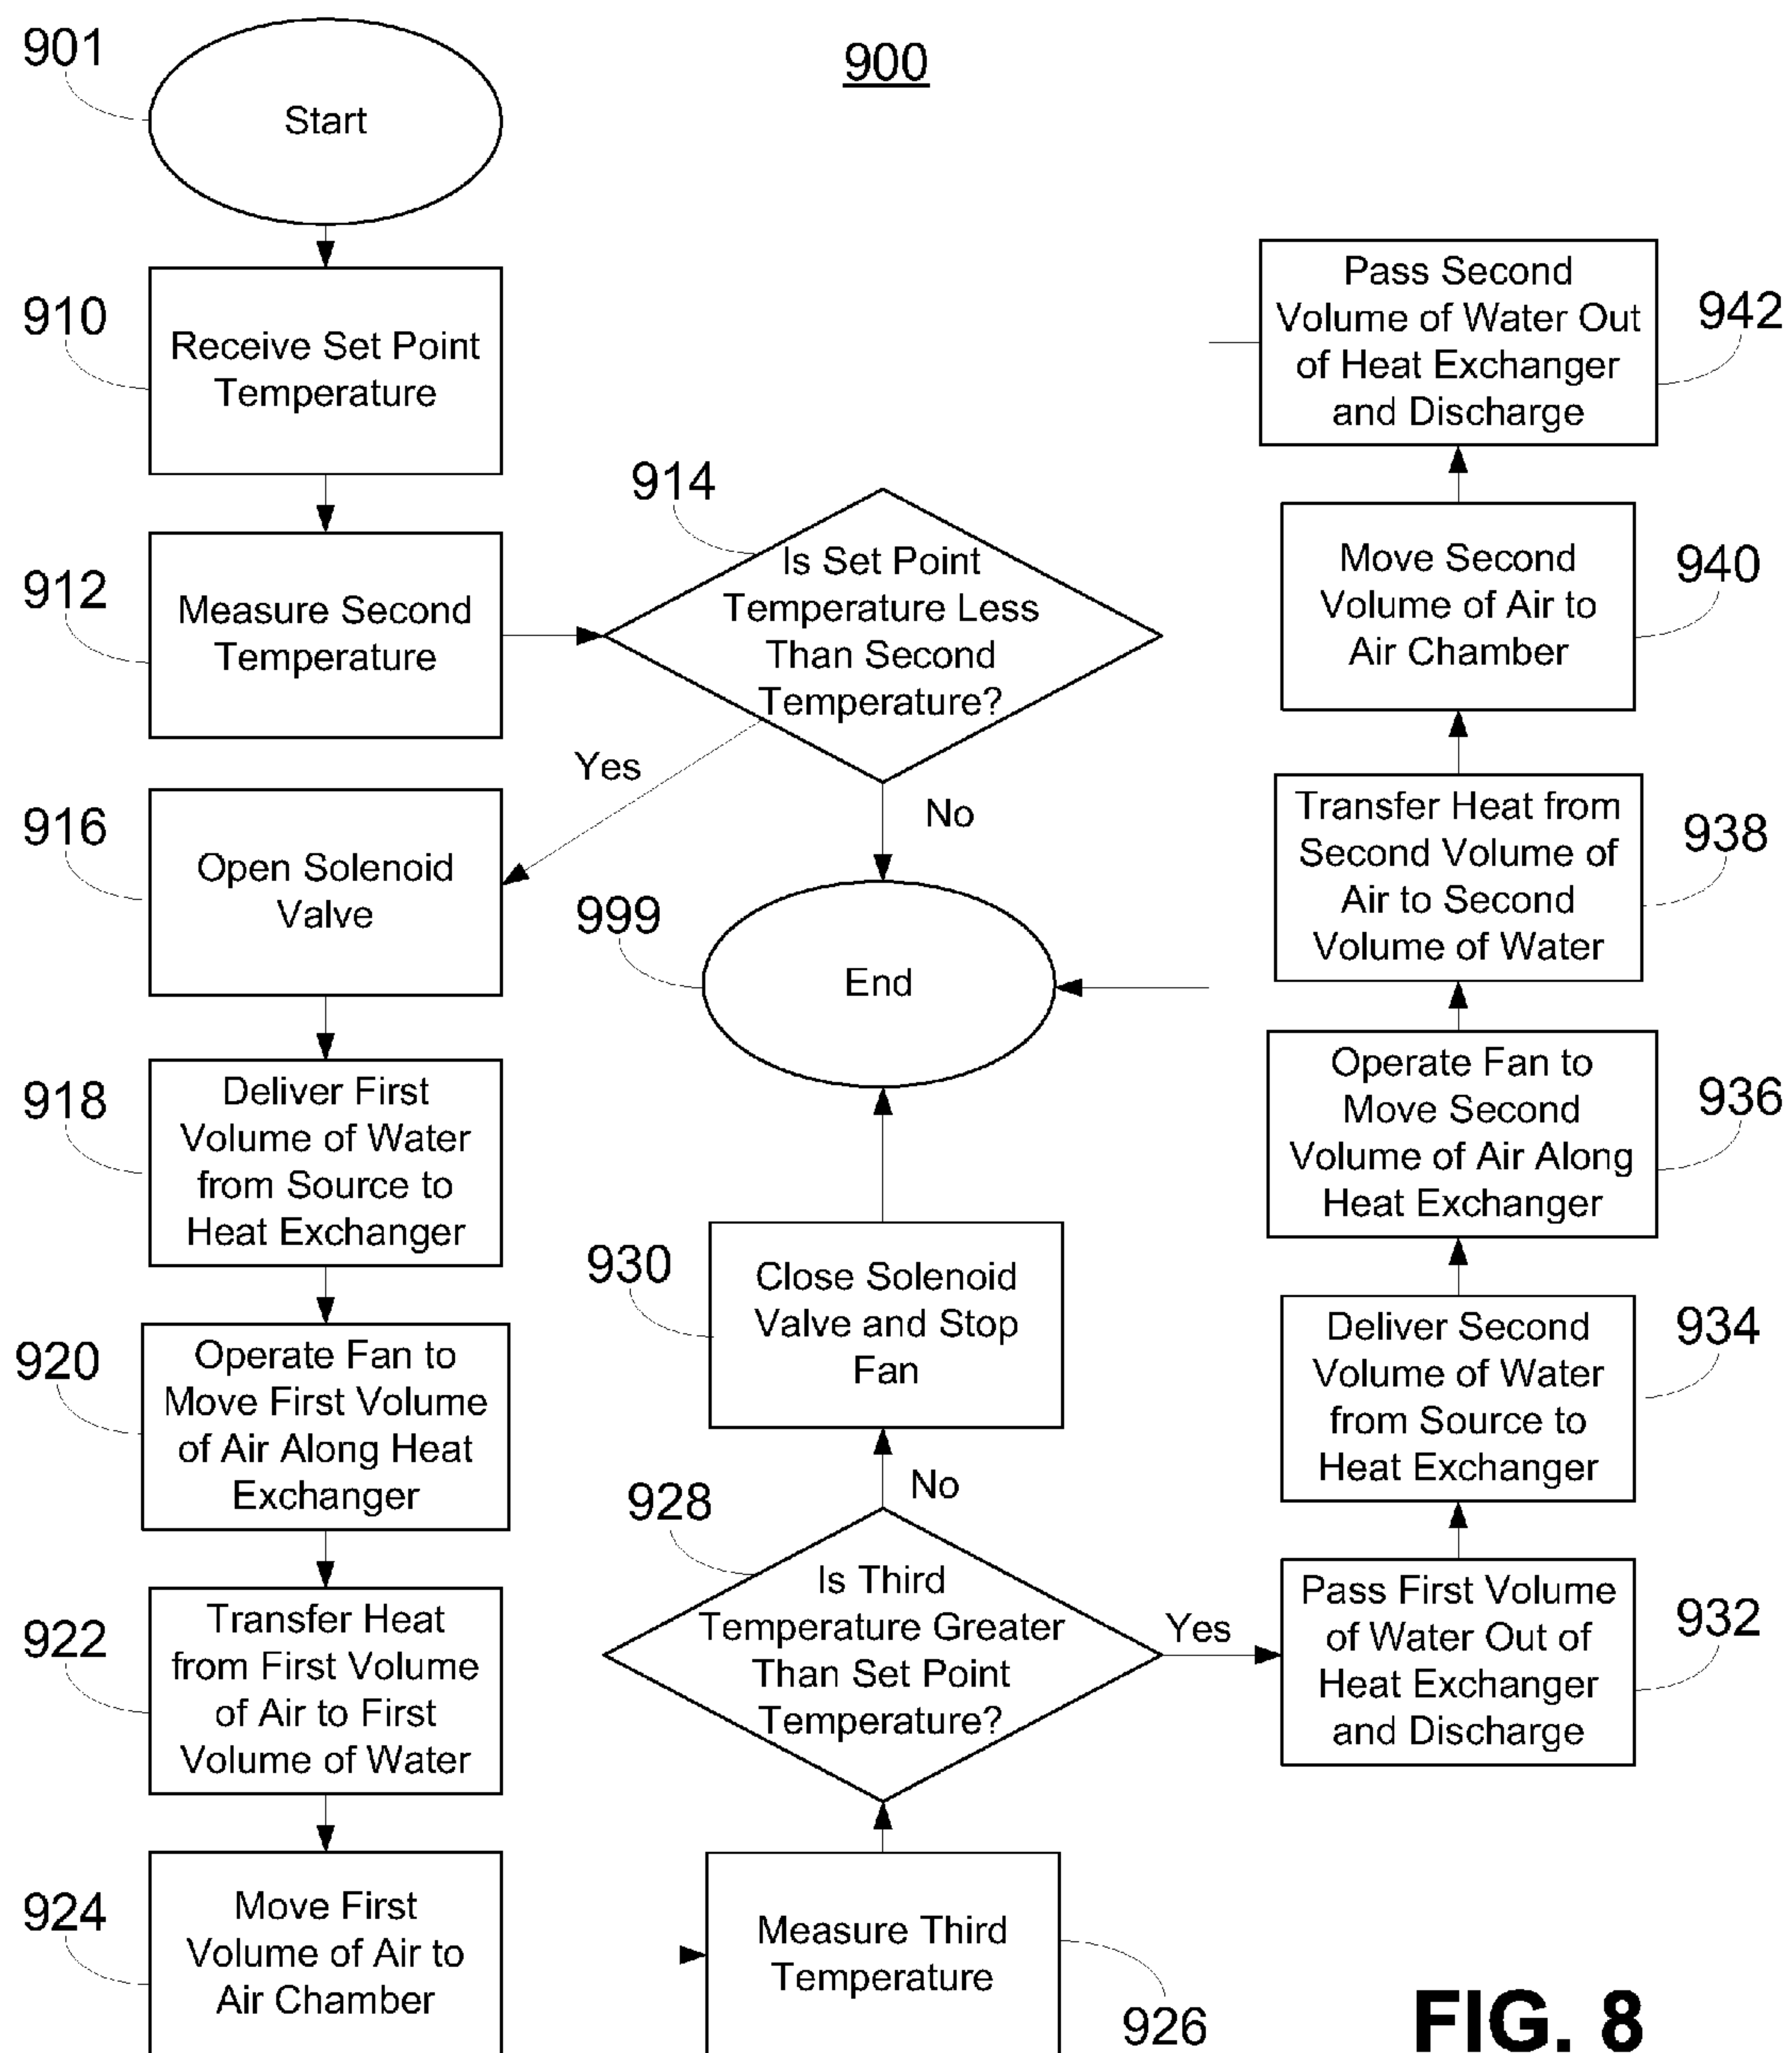 900
901
Start
910
Receive Set Point
Temperature
912
Measure Second
Temperature
914
Is Set Point
Temperature Less
Than Second
Temperature?
Yes
No
916
Open Solenoid
Valve
918
Deliver First
Volume of Water
from Source to
Heat Exchanger
920
Operate Fan to
Move First Volume
of Air Along Heat
Exchanger
922
Transfer Heat
from First Volume
of Air to First
Volume of Water
924
Move First
Volume of Air to
Air Chamber
926
Measure Third
Temperature
928
Is Third
Temperature Greater
Than Set Point
Temperature?
No
Yes
930
Close Solenoid
Valve and Stop
Fan
999
End
932
Pass First Volume
of Water Out of
Heat Exchanger
and Discharge
934
Deliver Second
Volume of Water
from Source to
Heat Exchanger
936
Operate Fan to
Move Second
Volume of Air Along
Heat Exchanger
938
Transfer Heat from
Second Volume of
Air to Second
Volume of Water
940
Move Second
Volume of Air to
Air Chamber
942
Pass Second
Volume of Water Out
of Heat Exchanger
and Discharge
FIG. 8